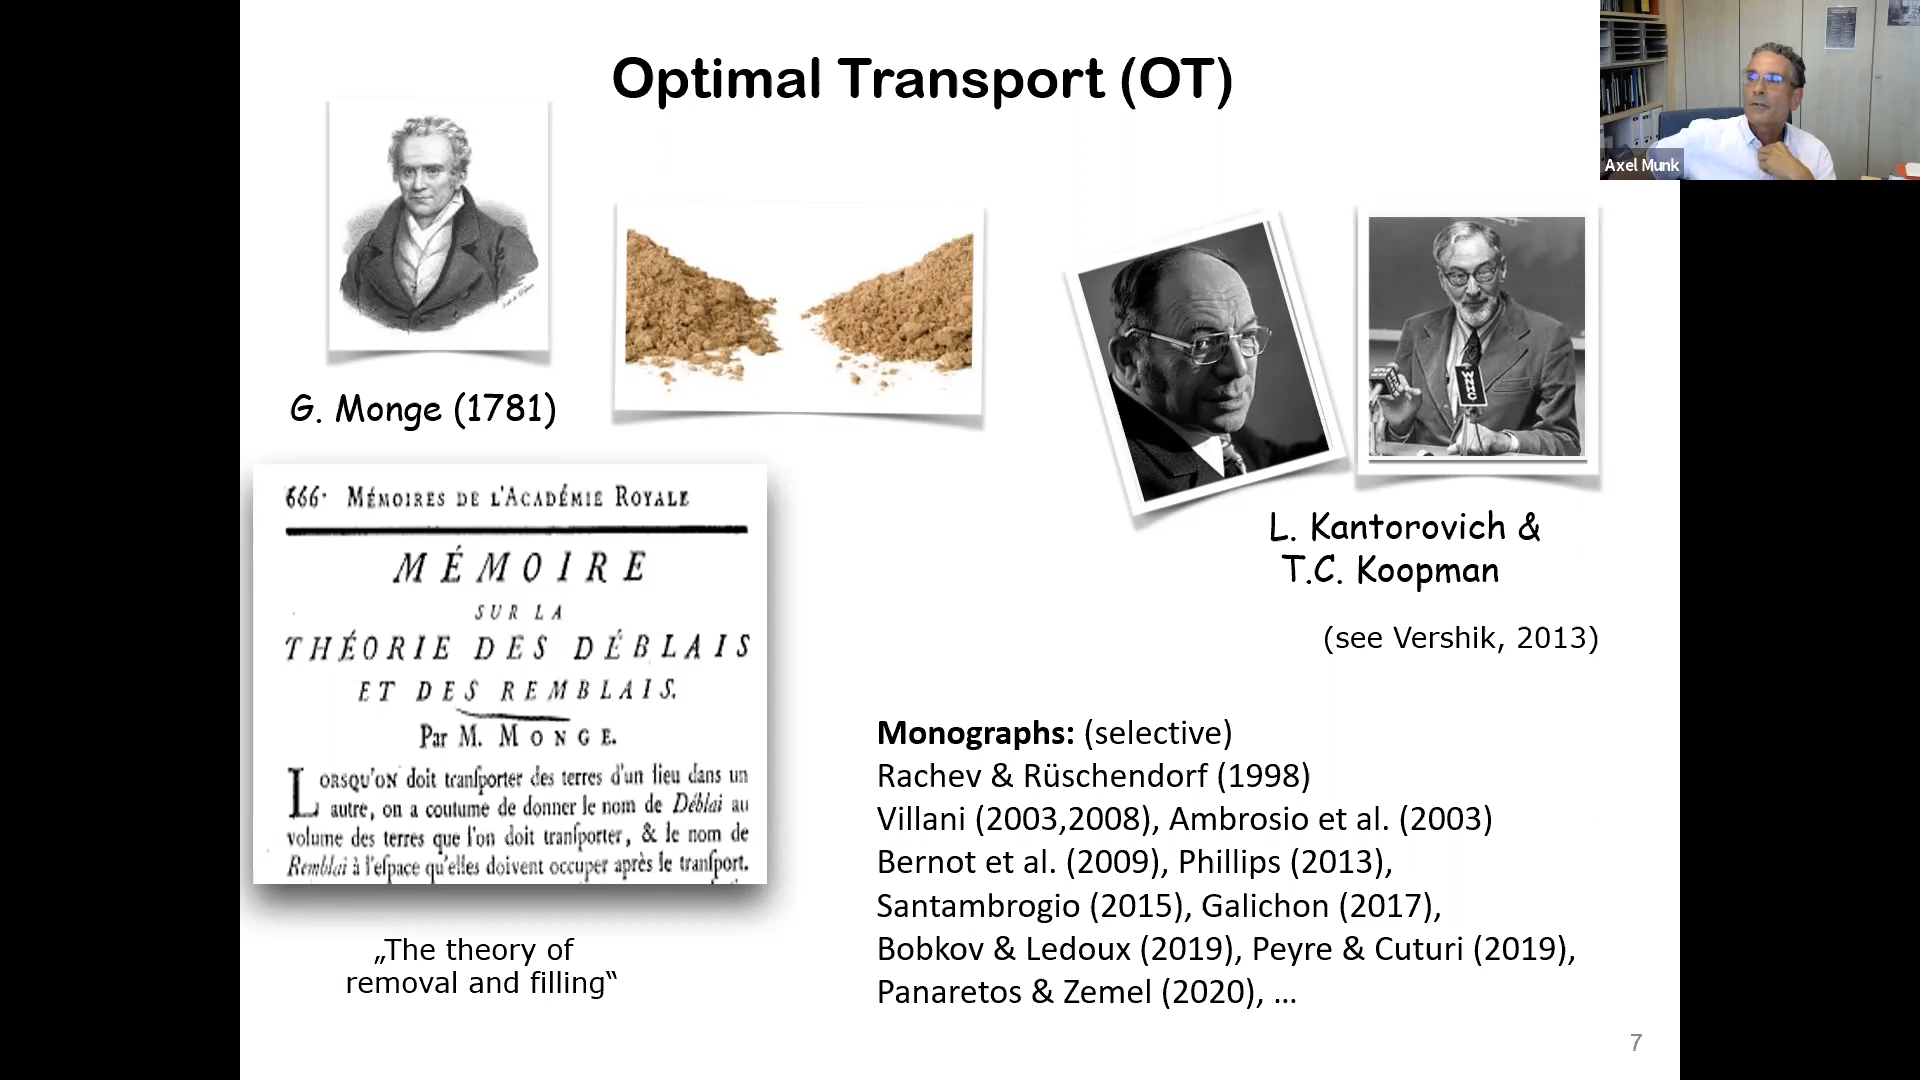 Optimal Transport (OT)
Axel Munk
G. Monge (1781)
666. MÉMOIRES DE L'ACADÉMIE ROYALE
MÉMOIRE
SUR LA
THÉORIE DES DÉBLAIS
ET DES REMBLAIS.
Par M. MONGE.
LORSQU'ON doit tranſporter des terres d'un lieu dans un
autre, on a coutume de donner le nom de Déblai au
volume des terres que l'on doit tranſporter, & le nom de
Remblai à l'eſpace qu'elles doivent occuper après le tranſport.
„The theory of
removal and filling“
L. Kantorovich &
T.C. Koopman
(see Vershik, 2013)
Monographs: (selective)
Rachev & Rüschendorf (1998)
Villani (2003,2008), Ambrosio et al. (2003)
Bernot et al. (2009), Phillips (2013),
Santambrogio (2015), Galichon (2017),
Bobkov & Ledoux (2019), Peyre & Cuturi (2019),
Panaretos & Zemel (2020), ...
7